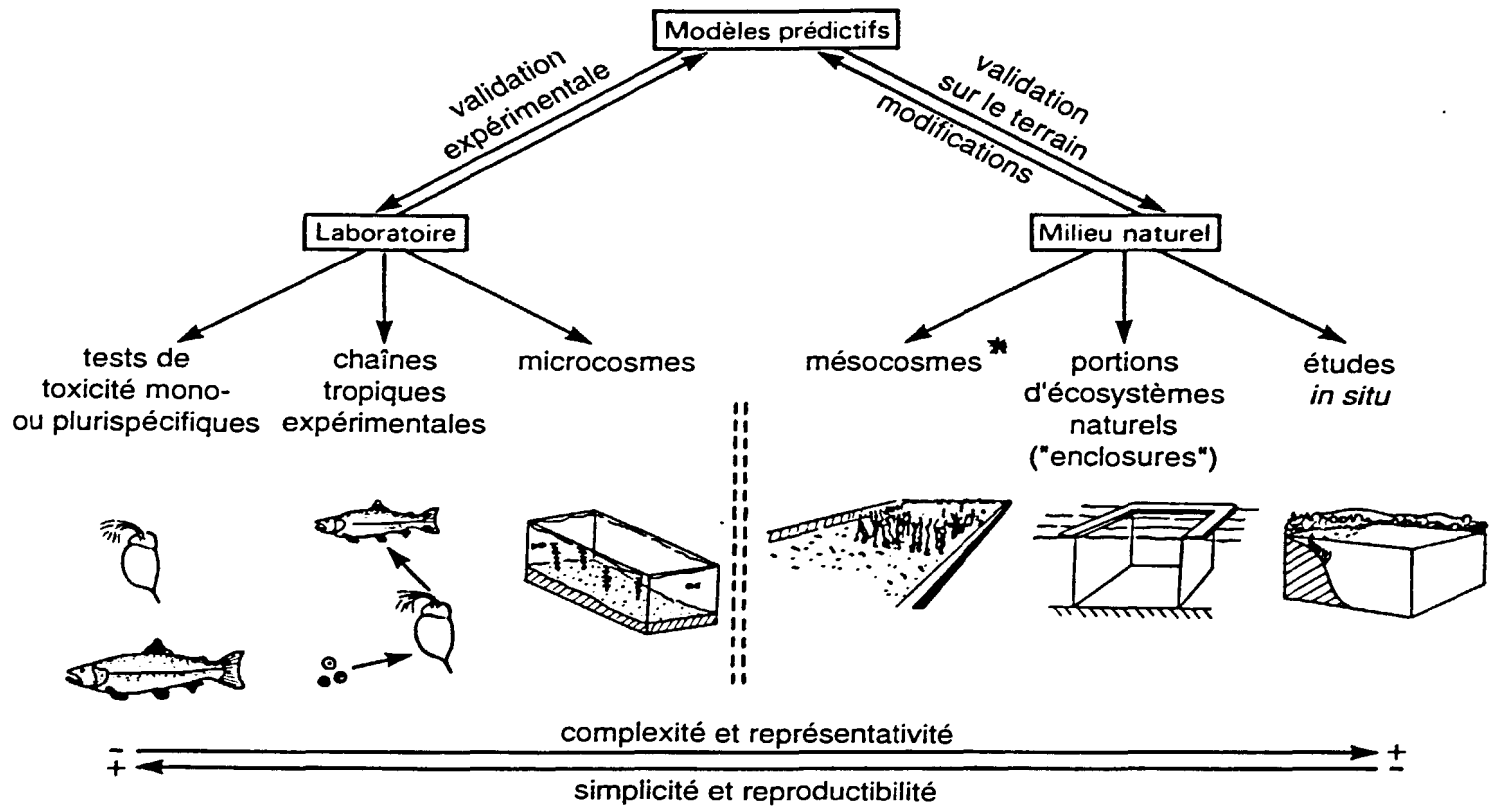 Modèles prédictifs
validation
expérimentale
validation
sur le terrain
modifications
Laboratoire
Milieu naturel
tests de
toxicité mono-
ou plurispécifiques
chaînes
tropiques
expérimentales
microcosmes
mésocosmes *
portions
d'écosystèmes
naturels
("enclosures")
études
in situ
- complexité et représentativité +
+ simplicité et reproductibilité -